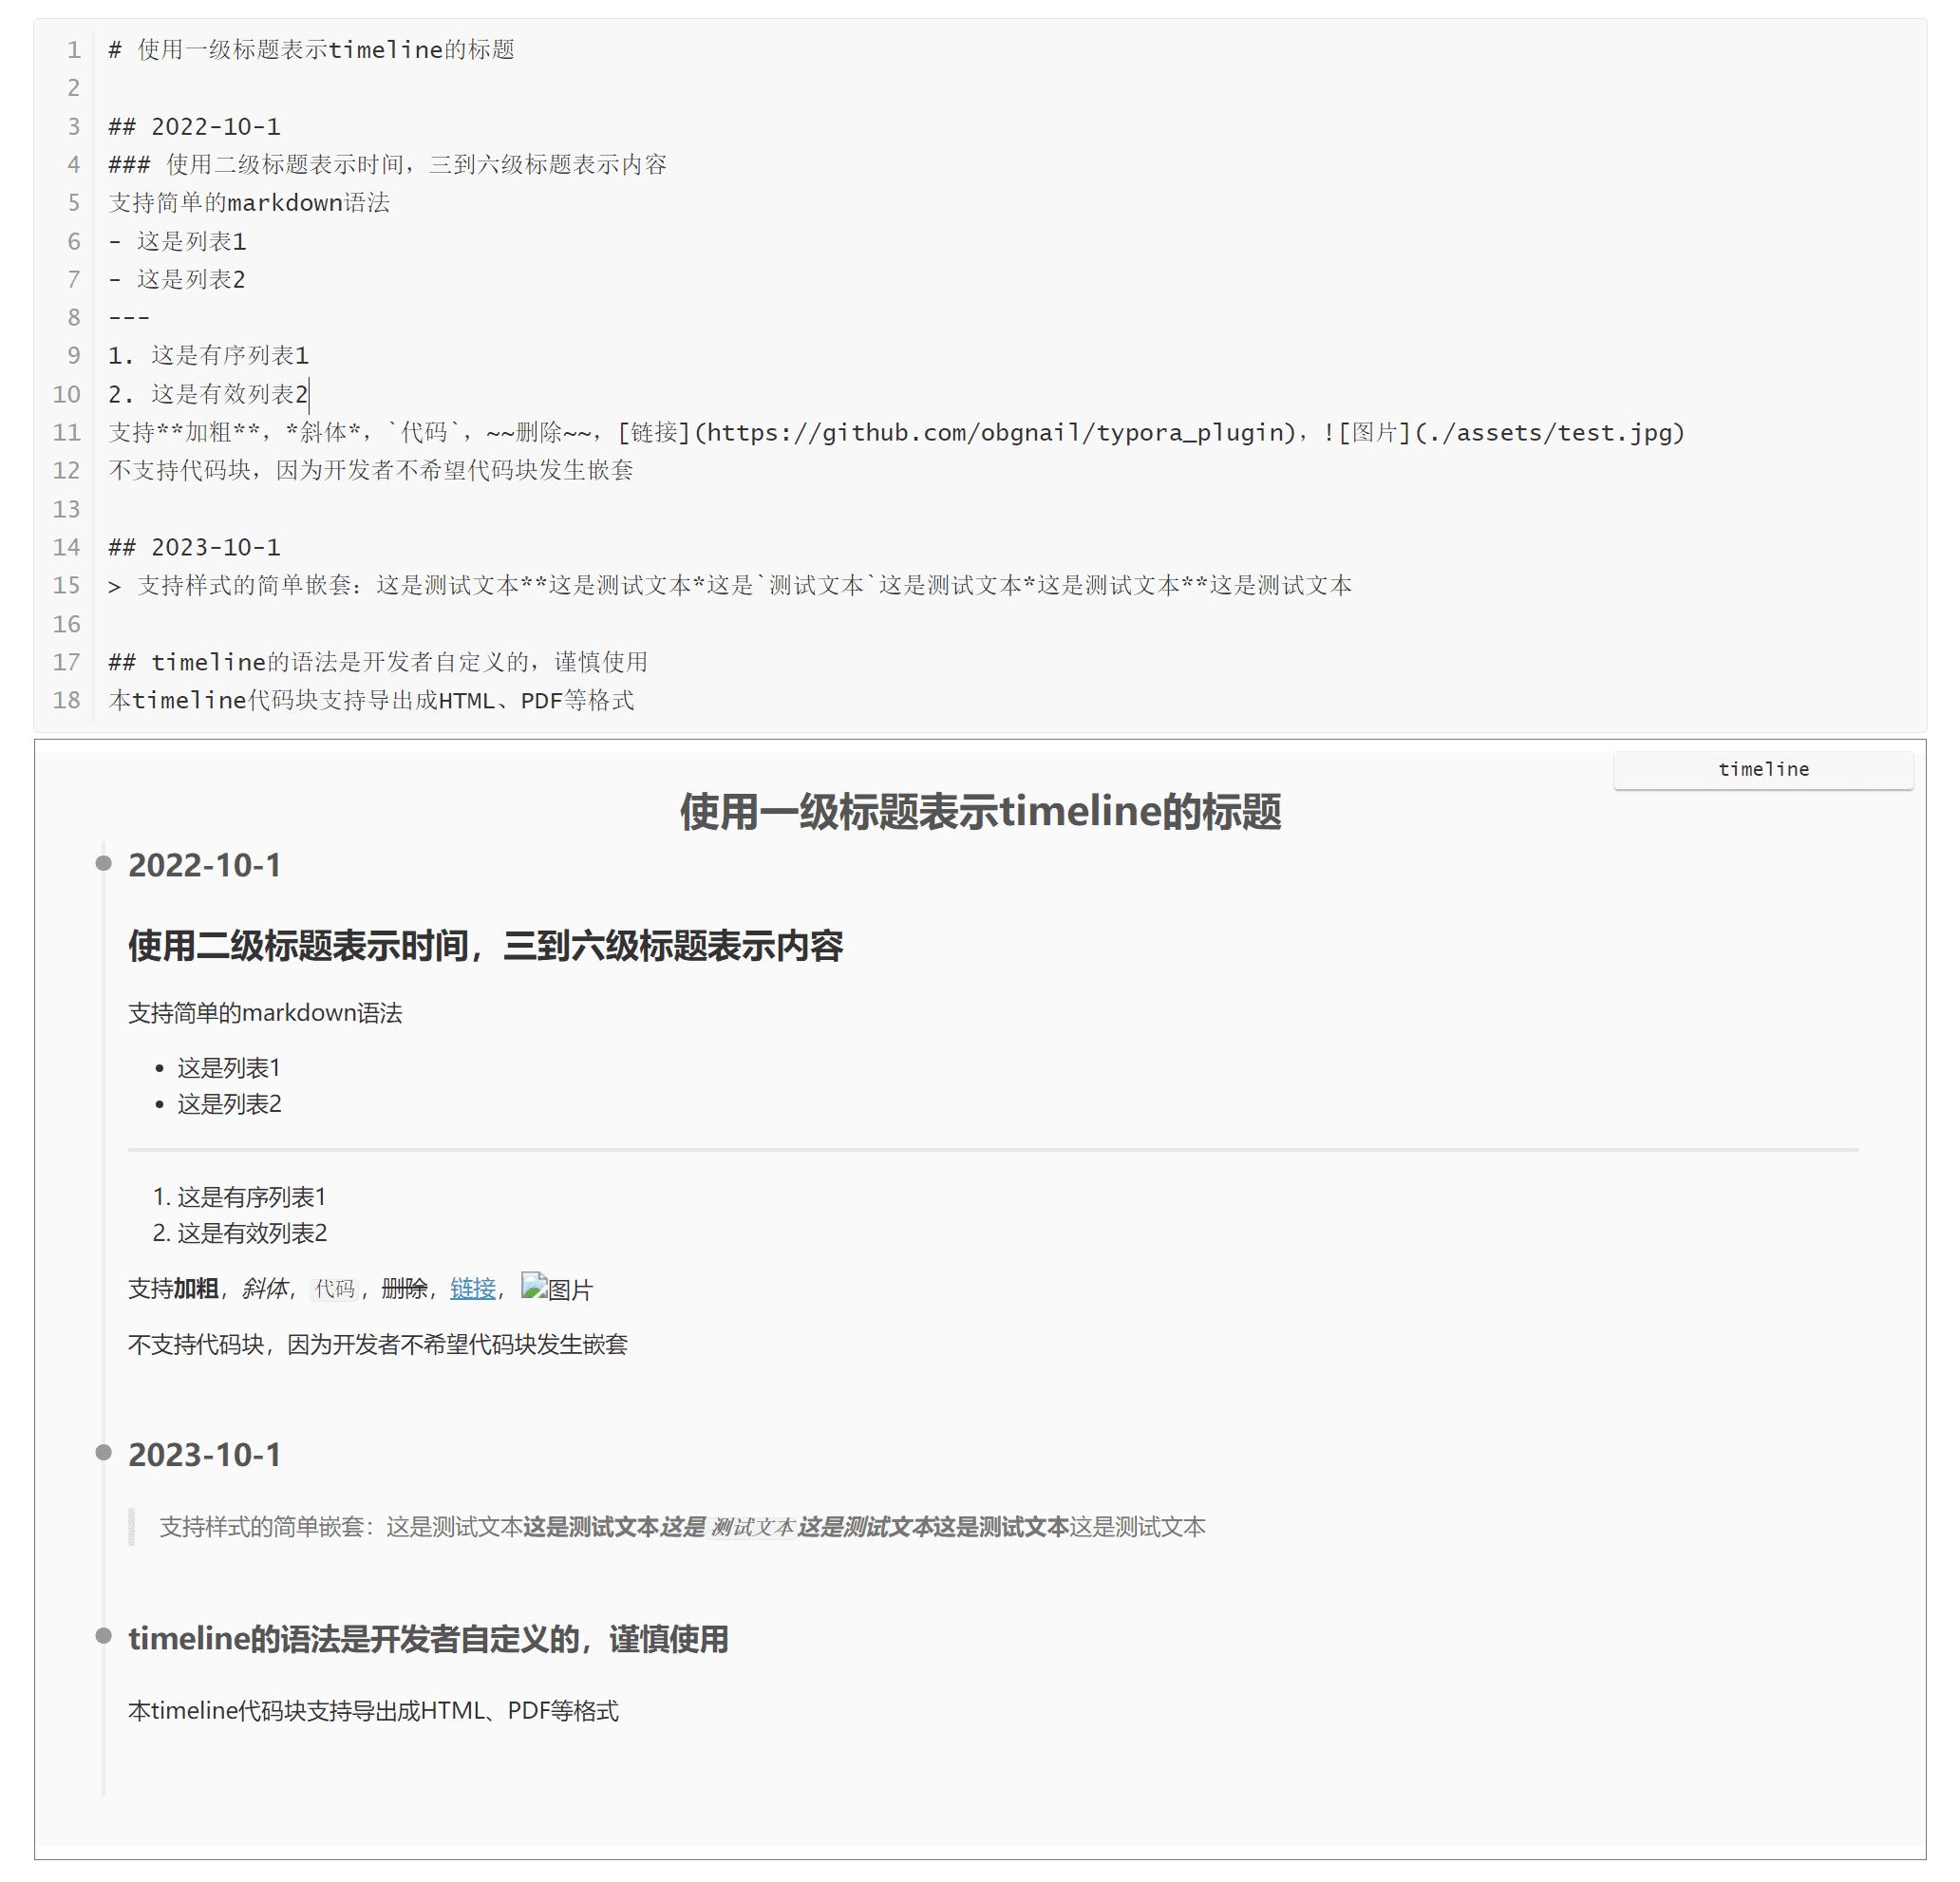 1 # 使用一级标题表示timeline的标题
2
3 ## 2022-10-1
4 ### 使用二级标题表示时间，三到六级标题表示内容
5 支持简单的markdown语法
6 - 这是列表1
7 - 这是列表2
8 ---
9 1. 这是有序列表1
10 2. 这是有效列表2
11 支持**加粗**，*斜体*，`代码`，~~删除~~，[链接](https://github.com/obgnail/typora_plugin)，![图片](./assets/test.jpg)
12 不支持代码块，因为开发者不希望代码块发生嵌套
13
14 ## 2023-10-1
15 > 支持样式的简单嵌套：这是测试文本**这是测试文本*这是`测试文本`这是测试文本*这是测试文本**这是测试文本
16
17 ## timeline的语法是开发者自定义的，谨慎使用
18 本timeline代码块支持导出成HTML、PDF等格式
timeline
使用一级标题表示timeline的标题
2022-10-1
使用二级标题表示时间，三到六级标题表示内容
支持简单的markdown语法
• 这是列表1
• 这是列表2
1. 这是有序列表1
2. 这是有效列表2
支持加粗，斜体，代码，删除，链接，图片
不支持代码块，因为开发者不希望代码块发生嵌套
2023-10-1
支持样式的简单嵌套：这是测试文本这是测试文本这是测试文本这是测试文本这是测试文本这是测试文本
timeline的语法是开发者自定义的，谨慎使用
本timeline代码块支持导出成HTML、PDF等格式